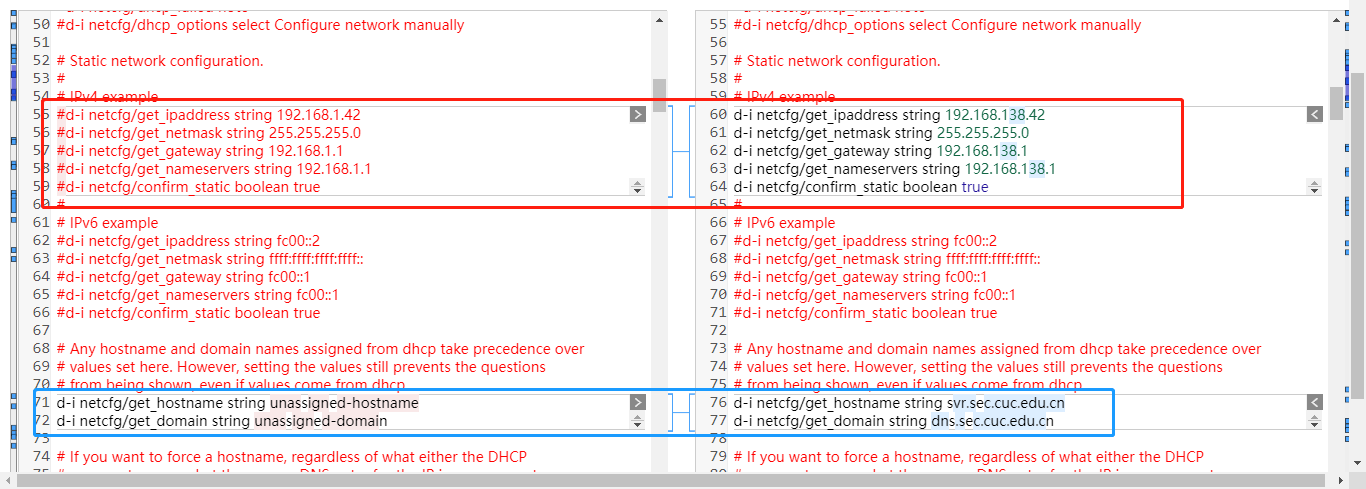 50 #d-i netcfg/dhcp_options select Configure network manually
51
52 # Static network configuration.
53 #
54 # IPv4 example
55 #d-i netcfg/get_ipaddress string 192.168.1.42
56 #d-i netcfg/get_netmask string 255.255.255.0
57 #d-i netcfg/get_gateway string 192.168.1.1
58 #d-i netcfg/get_nameservers string 192.168.1.1
59 #d-i netcfg/confirm_static boolean true
60 #
61 # IPv6 example
62 #d-i netcfg/get_ipaddress string fc00::2
63 #d-i netcfg/get_netmask string ffff:ffff:ffff:ffff::
64 #d-i netcfg/get_gateway string fc00::1
65 #d-i netcfg/get_nameservers string fc00::1
66 #d-i netcfg/confirm_static boolean true
67
68 # Any hostname and domain names assigned from dhcp take precedence over
69 # values set here. However, setting the values still prevents the questions
70 # from being shown, even if values come from dhcp
71 d-i netcfg/get_hostname string unassigned-hostname
72 d-i netcfg/get_domain string unassigned-domain
73
74 # If you want to force a hostname, regardless of what either the DHCP
55 #d-i netcfg/dhcp_options select Configure network manually
56
57 # Static network configuration.
58 #
59 # IPv4 example
60 d-i netcfg/get_ipaddress string 192.168.138.42
61 d-i netcfg/get_netmask string 255.255.255.0
62 d-i netcfg/get_gateway string 192.168.138.1
63 d-i netcfg/get_nameservers string 192.168.138.1
64 d-i netcfg/confirm_static boolean true
65 #
66 # IPv6 example
67 #d-i netcfg/get_ipaddress string fc00::2
68 #d-i netcfg/get_netmask string ffff:ffff:ffff:ffff::
69 #d-i netcfg/get_gateway string fc00::1
70 #d-i netcfg/get_nameservers string fc00::1
71 #d-i netcfg/confirm_static boolean true
72
73 # Any hostname and domain names assigned from dhcp take precedence over
74 # values set here. However, setting the values still prevents the questions
75 # from being shown, even if values come from dhcp
76 d-i netcfg/get_hostname string svr.sec.cuc.edu.cn
77 d-i netcfg/get_domain string dns.sec.cuc.edu.cn
78
79 # If you want to force a hostname, regardless of what either the DHCP